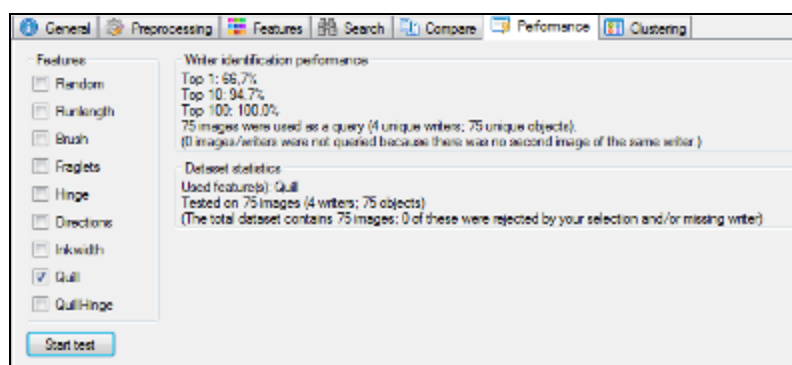 General Preprocessing Features Search Compare Performance Clustering
Features
Random
Runlength
Brush
Fraglets
Hinge
Directions
Inkwidth
Quill
QuillHinge
Start test
Writer identification performance
Top 1: 66,7%
Top 10: 94.7%
Top 100: 100.0%
75 images were used as a query (4 unique writers; 75 unique objects).
(0 images/writers were not queried because there was no second image of the same writer.)
Dataset statistics
Used feature(s): Quill
Tested on 75 images (4 writers; 75 objects)
(The total dataset contains 75 images; 0 of these were rejected by your selection and/or missing writer)